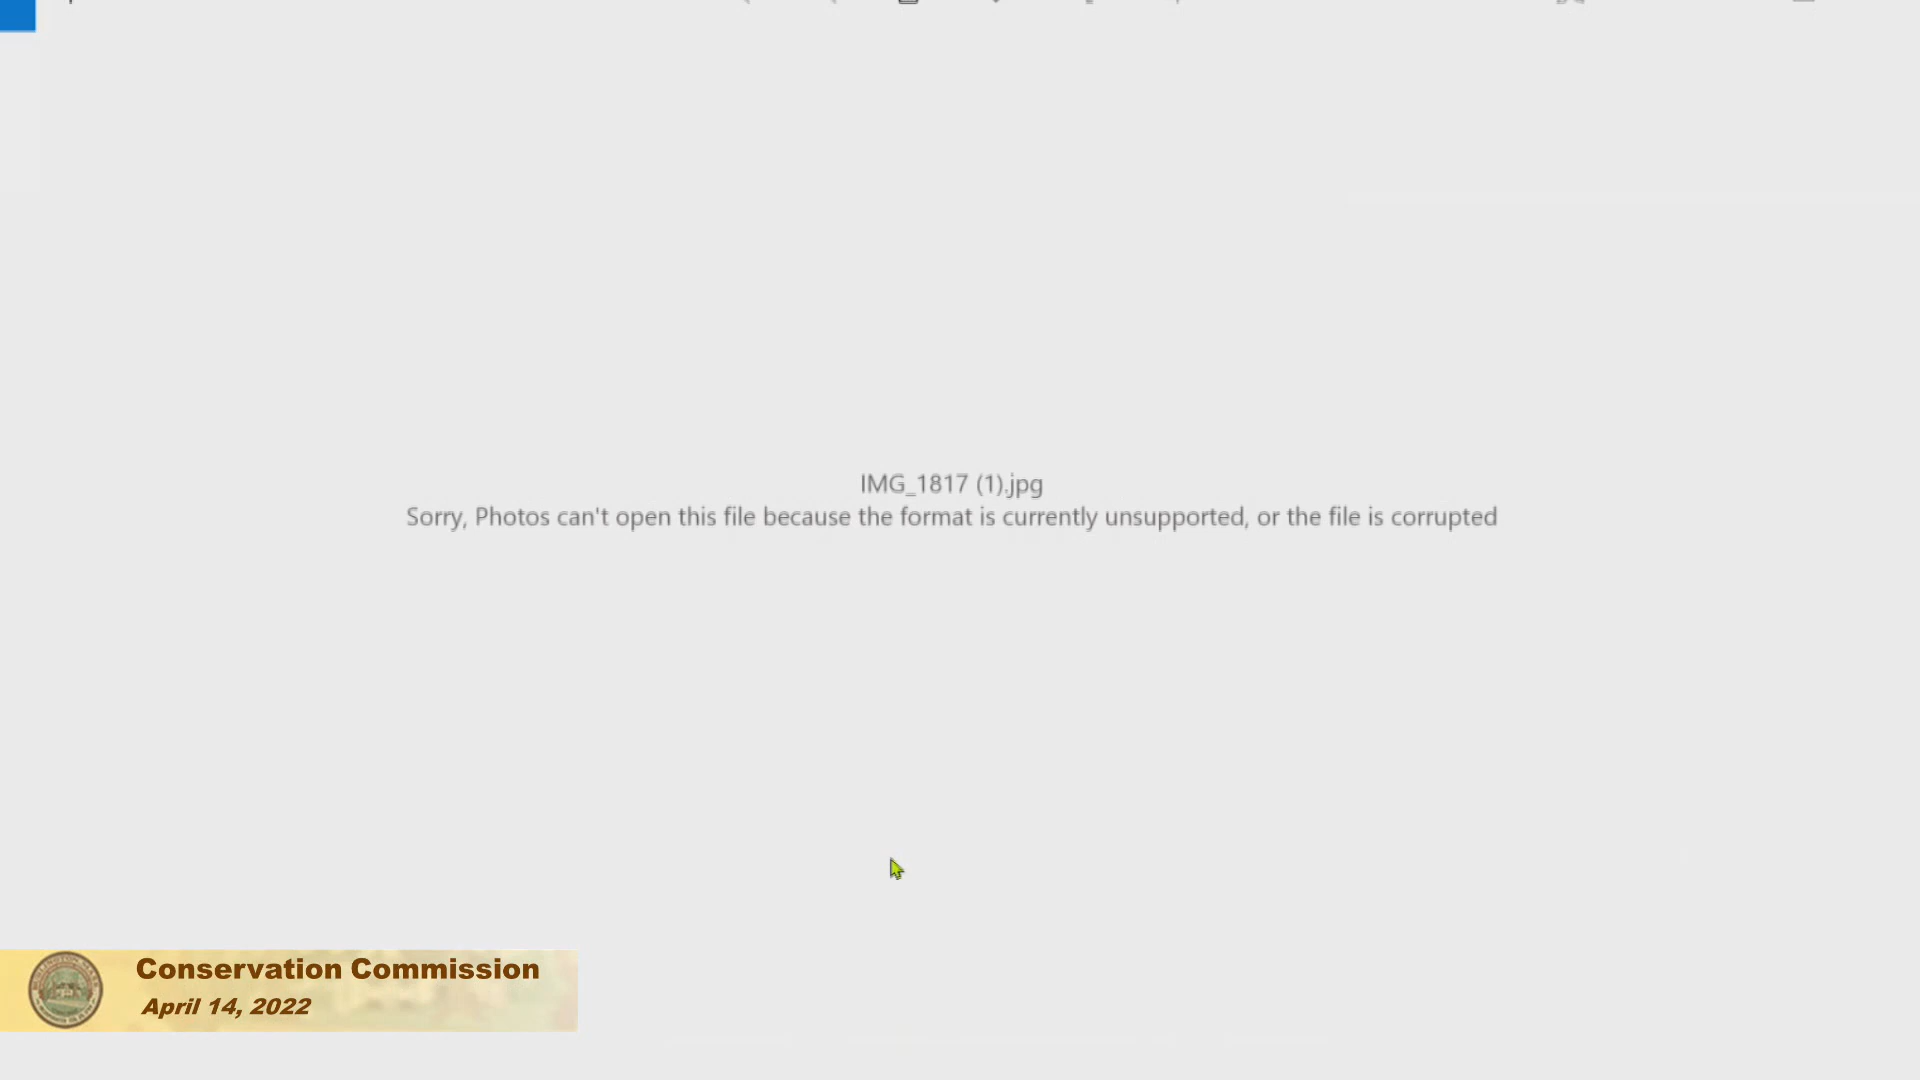 IMG_1817 (1).jpg
Sorry, Photos can't open this file because the format is currently unsupported, or the file is corrupted
Conservation Commission
April 14, 2022